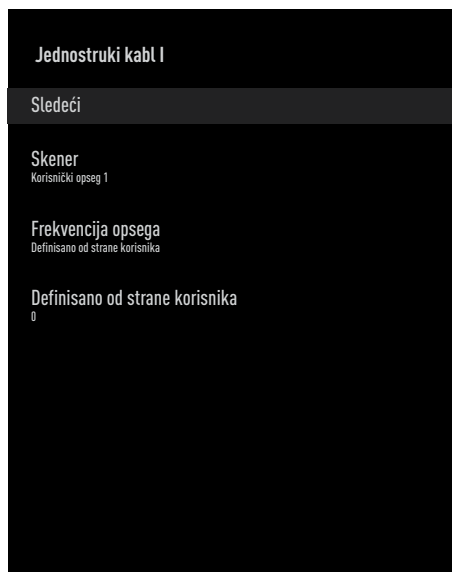 Jednostruki kabl I
Sledeći
Skener
Korisnički opseg 1
Frekvencija opsega
Definisano od strane korisnika
Definisano od strane korisnika
0